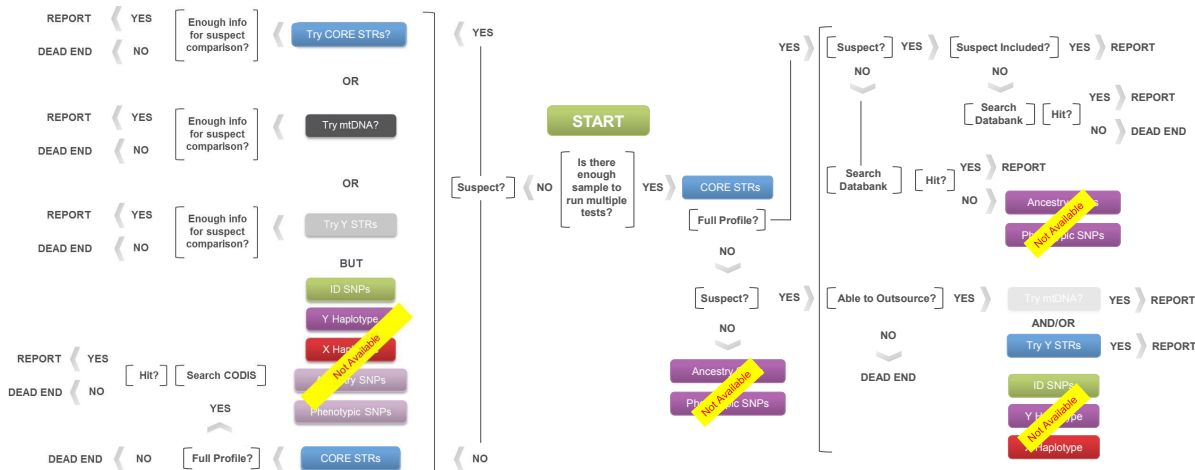 REPORT
YES
Enough info
for suspect
comparison?
DEAD END
NO
Try CORE STRs?
YES
OR
REPORT
YES
Enough info
for suspect
comparison?
DEAD END
NO
Try mtDNA?
OR
REPORT
YES
Enough info
for suspect
comparison?
DEAD END
NO
Try Y STRs
BUT
ID SNPs
Y Haplotype
X
Not Available
SNPs
Phenotypic SNPs
REPORT
YES
Hit?
Search CODIS
DEAD END
NO
YES
DEAD END
NO
Full Profile?
CORE STRs
NO
Suspect?
NO
START
Is there
enough
sample to
run multiple
tests?
YES
CORE STRs
Full Profile?
YES
Suspect?
YES
Suspect Included?
YES
REPORT
NO
NO
Search
Databank
Hit?
YES
REPORT
NO
DEAD END
Search
Databank
Hit?
YES
REPORT
NO
Ancestry
Not Available
SNPs
NO
Suspect?
YES
Able to Outsource?
YES
Try mtDNA?
YES
REPORT
AND/OR
Try Y STRs
YES
REPORT
NO
DEAD END
NO
Ancestry
Not Available
SNPs
ID SNPs
Not Available
Haplotype